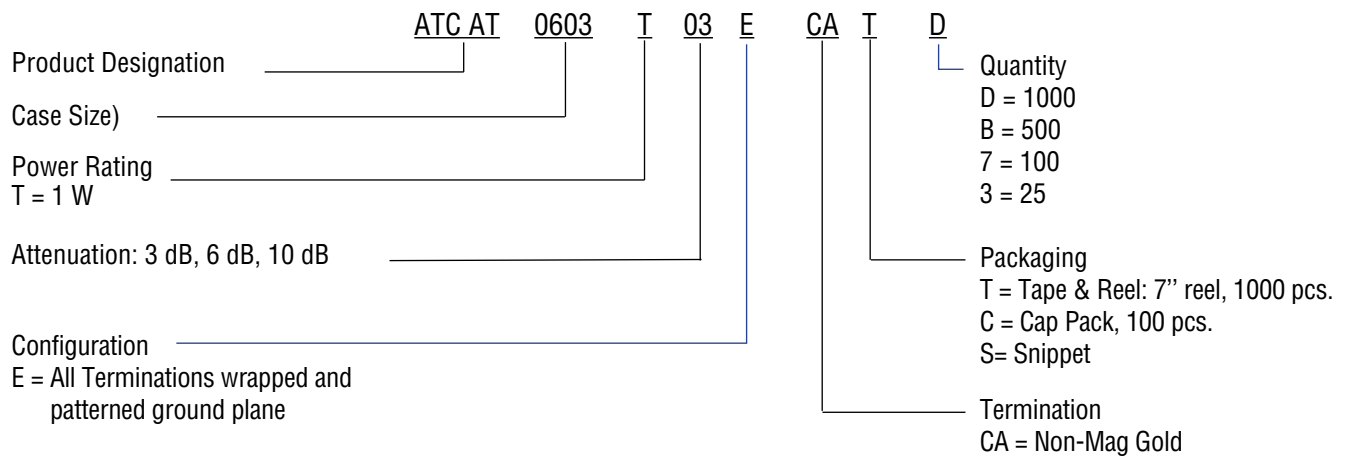 ATC AT 0603 T 03 E CA T D
Product Designation
Case Size)
Power Rating
T = 1 W
Attenuation: 3 dB, 6 dB, 10 dB
Configuration
E = All Terminations wrapped and
patterned ground plane
Quantity
D = 1000
B = 500
7 = 100
3 = 25
Packaging
T = Tape & Reel: 7’’ reel, 1000 pcs.
C = Cap Pack, 100 pcs.
S= Snippet
Termination
CA = Non-Mag Gold